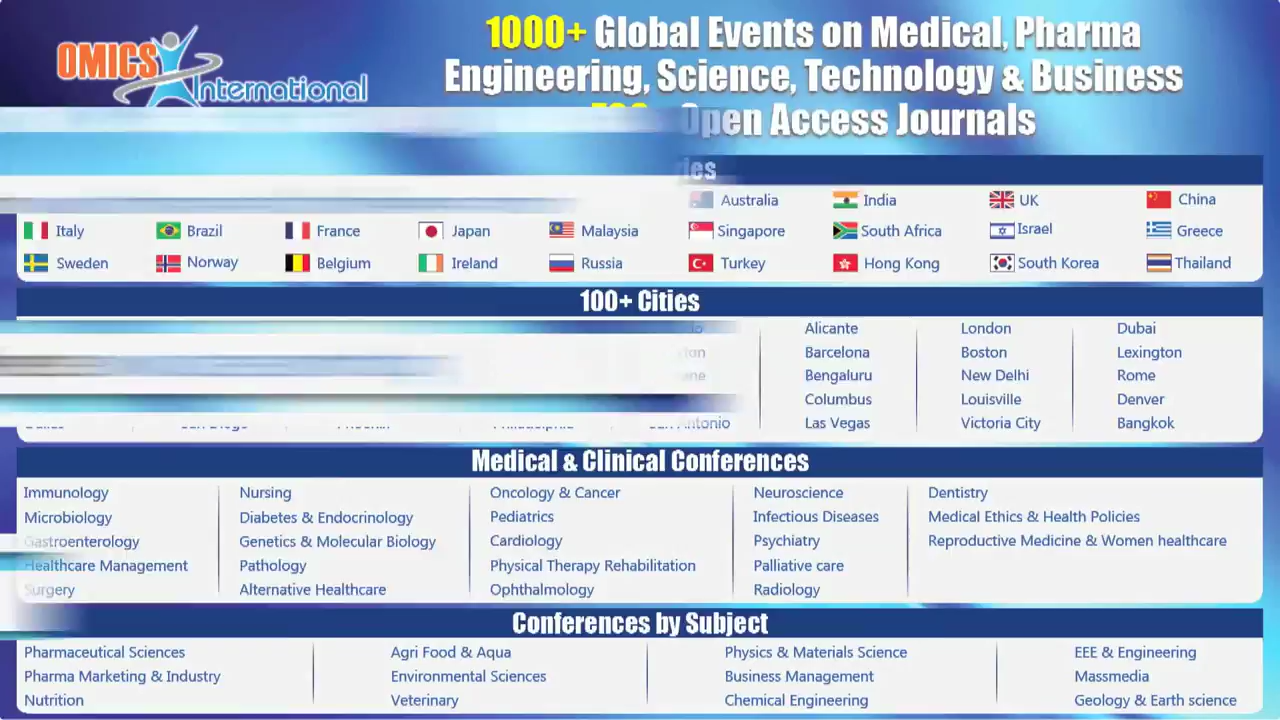 OMICS
International
1000+ Global Events on Medical, Pharma
Engineering, Science, Technology & Business
Open Access Journals
Australia India UK China
Italy Brazil France Japan Malaysia Singapore South Africa Israel Greece
Sweden Norway Belgium Ireland Russia Turkey Hong Kong South Korea Thailand
100+ Cities
Alicante London Dubai
Barcelona Boston Lexington
Bengaluru New Delhi Rome
Columbus Louisville Denver
Las Vegas Victoria City Bangkok
Medical & Clinical Conferences
Immunology Nursing Oncology & Cancer Neuroscience Dentistry
Microbiology Diabetes & Endocrinology Pediatrics Infectious Diseases Medical Ethics & Health Policies
Gastroenterology Genetics & Molecular Biology Cardiology Psychiatry Reproductive Medicine & Women healthcare
Healthcare Management Pathology Physical Therapy Rehabilitation Palliative care
Surgery Alternative Healthcare Ophthalmology Radiology
Conferences by Subject
Pharmaceutical Sciences Agri Food & Aqua Physics & Materials Science EEE & Engineering
Pharma Marketing & Industry Environmental Sciences Business Management Massmedia
Nutrition Veterinary Chemical Engineering Geology & Earth science